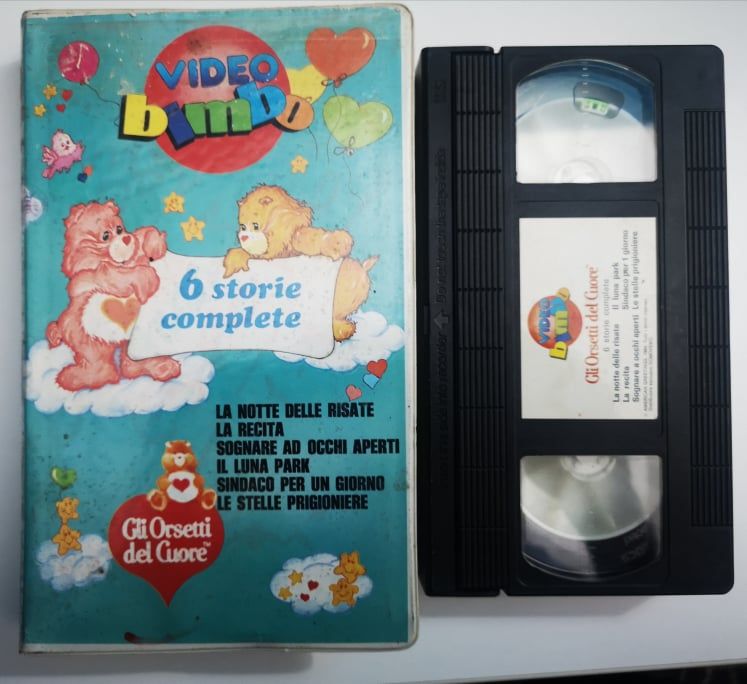 VIDEO
bimbo
6 storie
complete
LA NOTTE DELLE RISATE
LA RECITA
SOGNARE AD OCCHI APERTI
IL LUNA PARK
SINDACO PER UN GIORNO
LE STELLE PRIGIONIERE
Gli Orsetti
del Cuore™
VIDEO
bimbo
Gli Orsetti del Cuore™
6 storie complete
La notte delle risate Il luna park
La recita Sindaco per 1 giorno
Sognare a occhi aperti Le stelle prigioniere